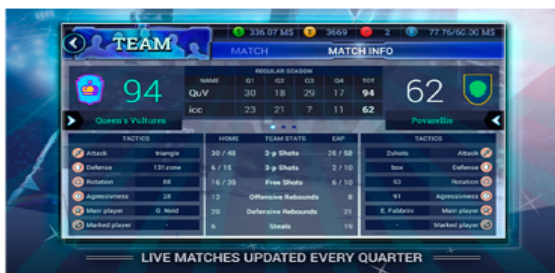 336.07 M$ 3669 2 77.76/60.00 M$
TEAM MATCH MATCH INFO
REGULAR SEASON
NAME Q1 Q2 Q3 Q4 TOT
94 QuV 30 18 29 17 94 62
icc 23 21 7 11 62
Queen's Vultures Povarellis
TACTICS HOME TEAM STATS EAP TACTICS
Attack triangle 30 / 48 2-p Shots 26 / 58 2shots Attack
Defense 131zone 6 / 15 3-p Shots 2 / 10 box Defense
Rotation 88 16 / 39 Free Shots 6 / 10 53 Rotation
Agressivness 28 12 Offensive Rebounds 8 91 Agressivness
Main player G. Neid 20 Defensive Rebounds 21 E. Fabbrini Main player
Marked player - 6 Steals 19 - Marked player
LIVE MATCHES UPDATED EVERY QUARTER